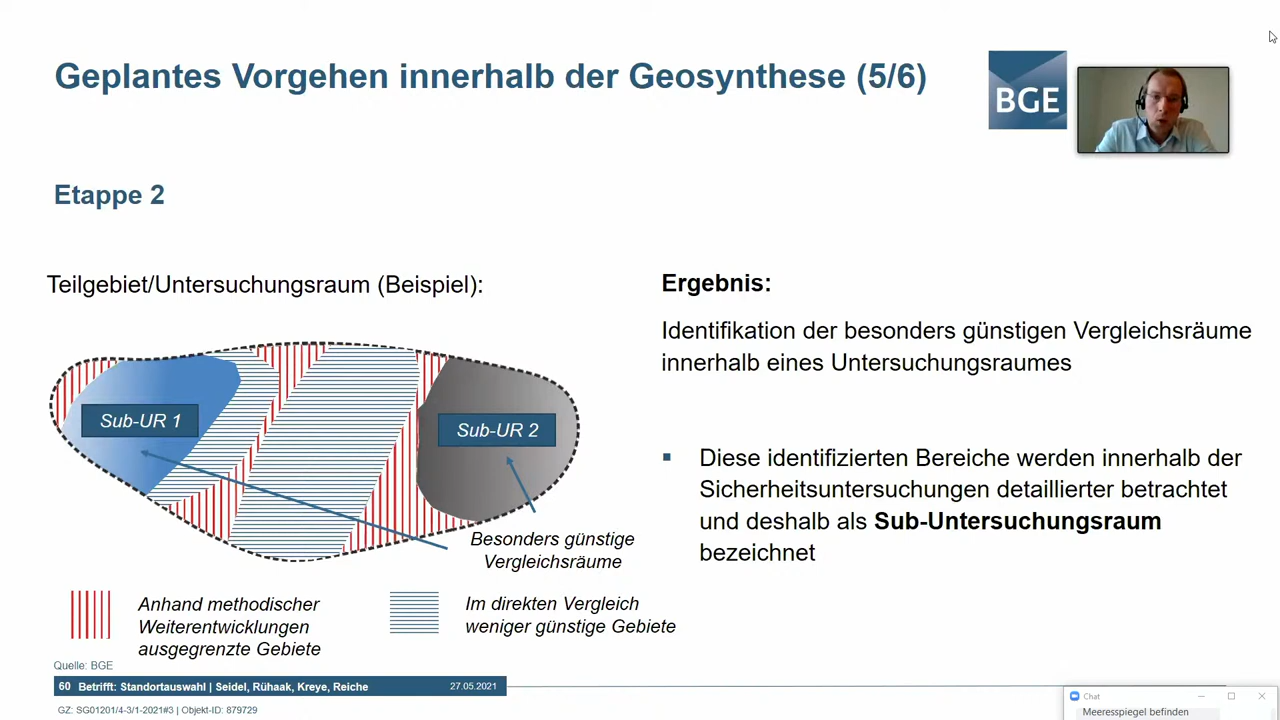 Geplantes Vorgehen innerhalb der Geosynthese (5/6)
BGE
Etappe 2
Teilgebiet/Untersuchungsraum (Beispiel):
Sub-UR 1
Sub-UR 2
Besonders günstige
Vergleichsräume
Anhand methodischer
Weiterentwicklungen
ausgegrenzte Gebiete
Im direkten Vergleich
weniger günstige Gebiete
Ergebnis:
Identifikation der besonders günstigen Vergleichsräume
innerhalb eines Untersuchungsraumes
Diese identifizierten Bereiche werden innerhalb der
Sicherheitsuntersuchungen detaillierter betrachtet
und deshalb als Sub-Untersuchungsraum
bezeichnet
Quelle: BGE
60 Betrifft: Standortauswahl | Seidel, Rühaak, Kreye, Reiche 27.05.2021
GZ: SG01201/4-3/1-2021#3 | Objekt-ID: 879729
Chat
Meeresspiegel befinden